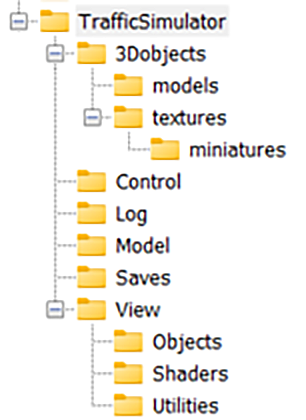 TrafficSimulator
3Dobjects
models
textures
miniatures
Control
Log
Model
Saves
View
Objects
Shaders
Utilities